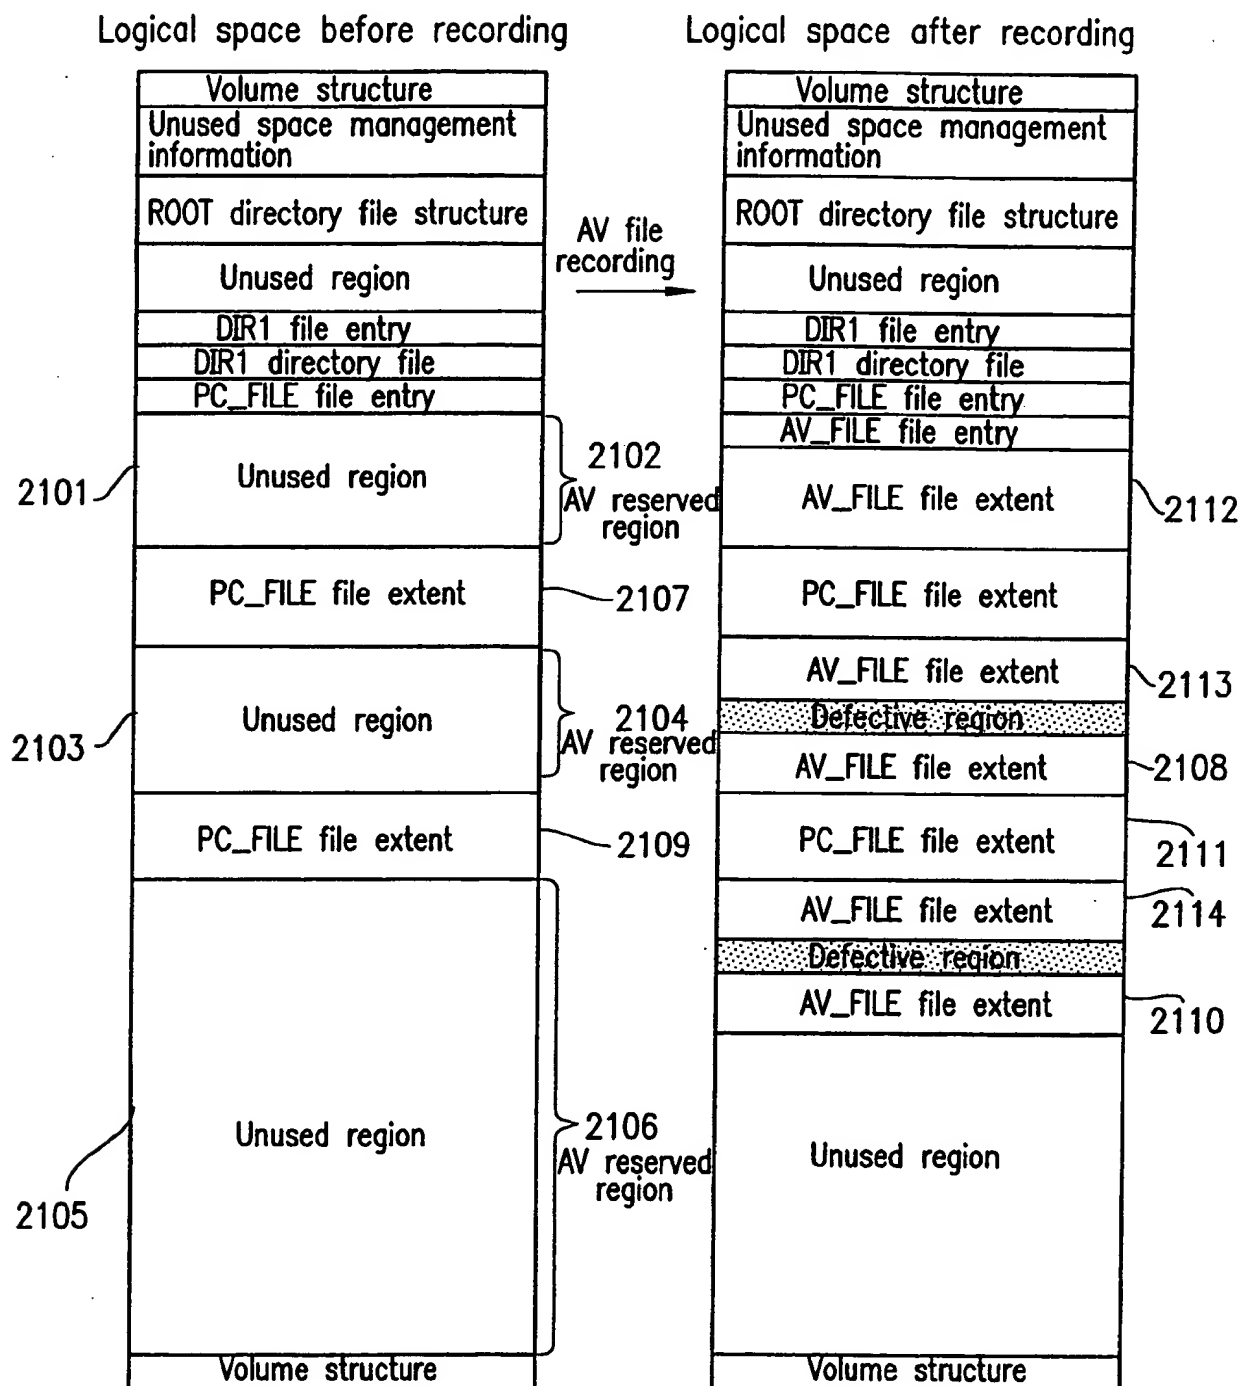 Logical space before recording
Volume structure
Unused space management
information
ROOT directory file structure
Unused region
DIR1 file entry
DIR1 directory file
PC_FILE file entry
2101
Unused region
2102
AV reserved
region
PC_FILE file extent
2107
2103
Unused region
2104
AV reserved
region
PC_FILE file extent
2109
2105
Unused region
2106
AV reserved
region
Volume structure
AV file
recording
Logical space after recording
Volume structure
Unused space management
information
ROOT directory file structure
Unused region
DIR1 file entry
DIR1 directory file
PC_FILE file entry
AV_FILE file entry
AV_FILE file extent
2112
PC_FILE file extent
AV_FILE file extent
2113
Defective region
AV_FILE file extent
2108
PC_FILE file extent
2111
AV_FILE file extent
2114
Defective region
AV_FILE file extent
2110
Unused region
Volume structure